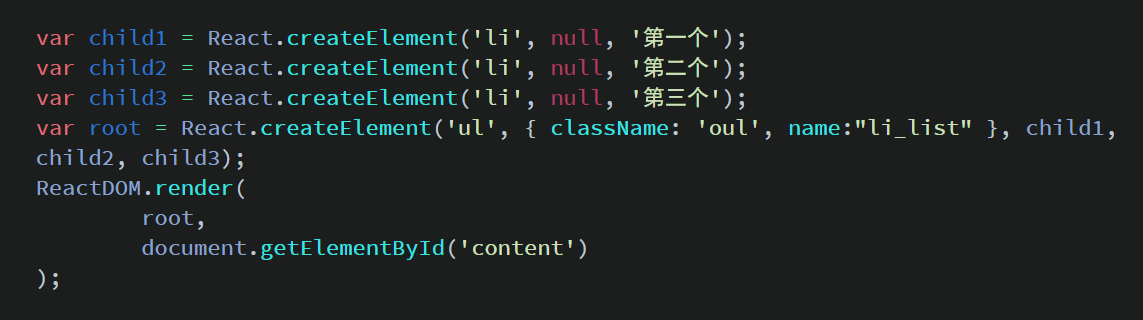 var child1 = React.createElement('li', null, '第一个');
var child2 = React.createElement('li', null, '第二个');
var child3 = React.createElement('li', null, '第三个');
var root = React.createElement('ul', { className: 'oul', name:"li_list" }, child1,
child2, child3);
ReactDOM.render(
        root,
        document.getElementById('content')
);